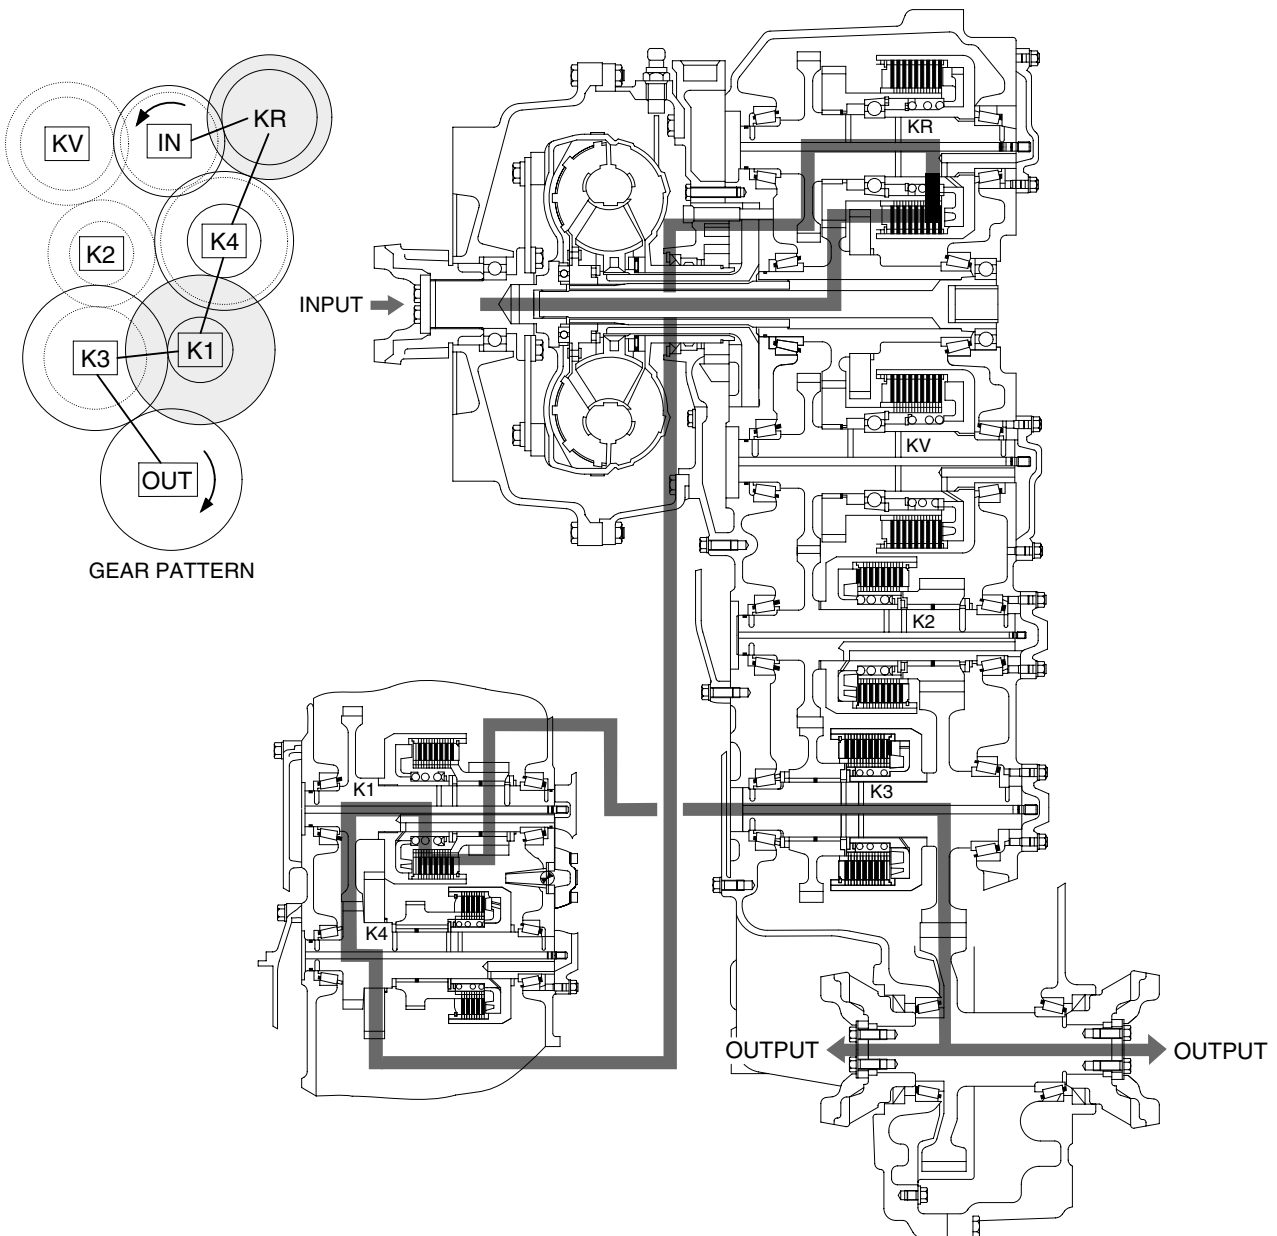 KV
IN
KR
K2
K4
K3
K1
OUT
GEAR PATTERN
INPUT
KR
KV
K2
K3
K1
K4
OUTPUT
OUTPUT